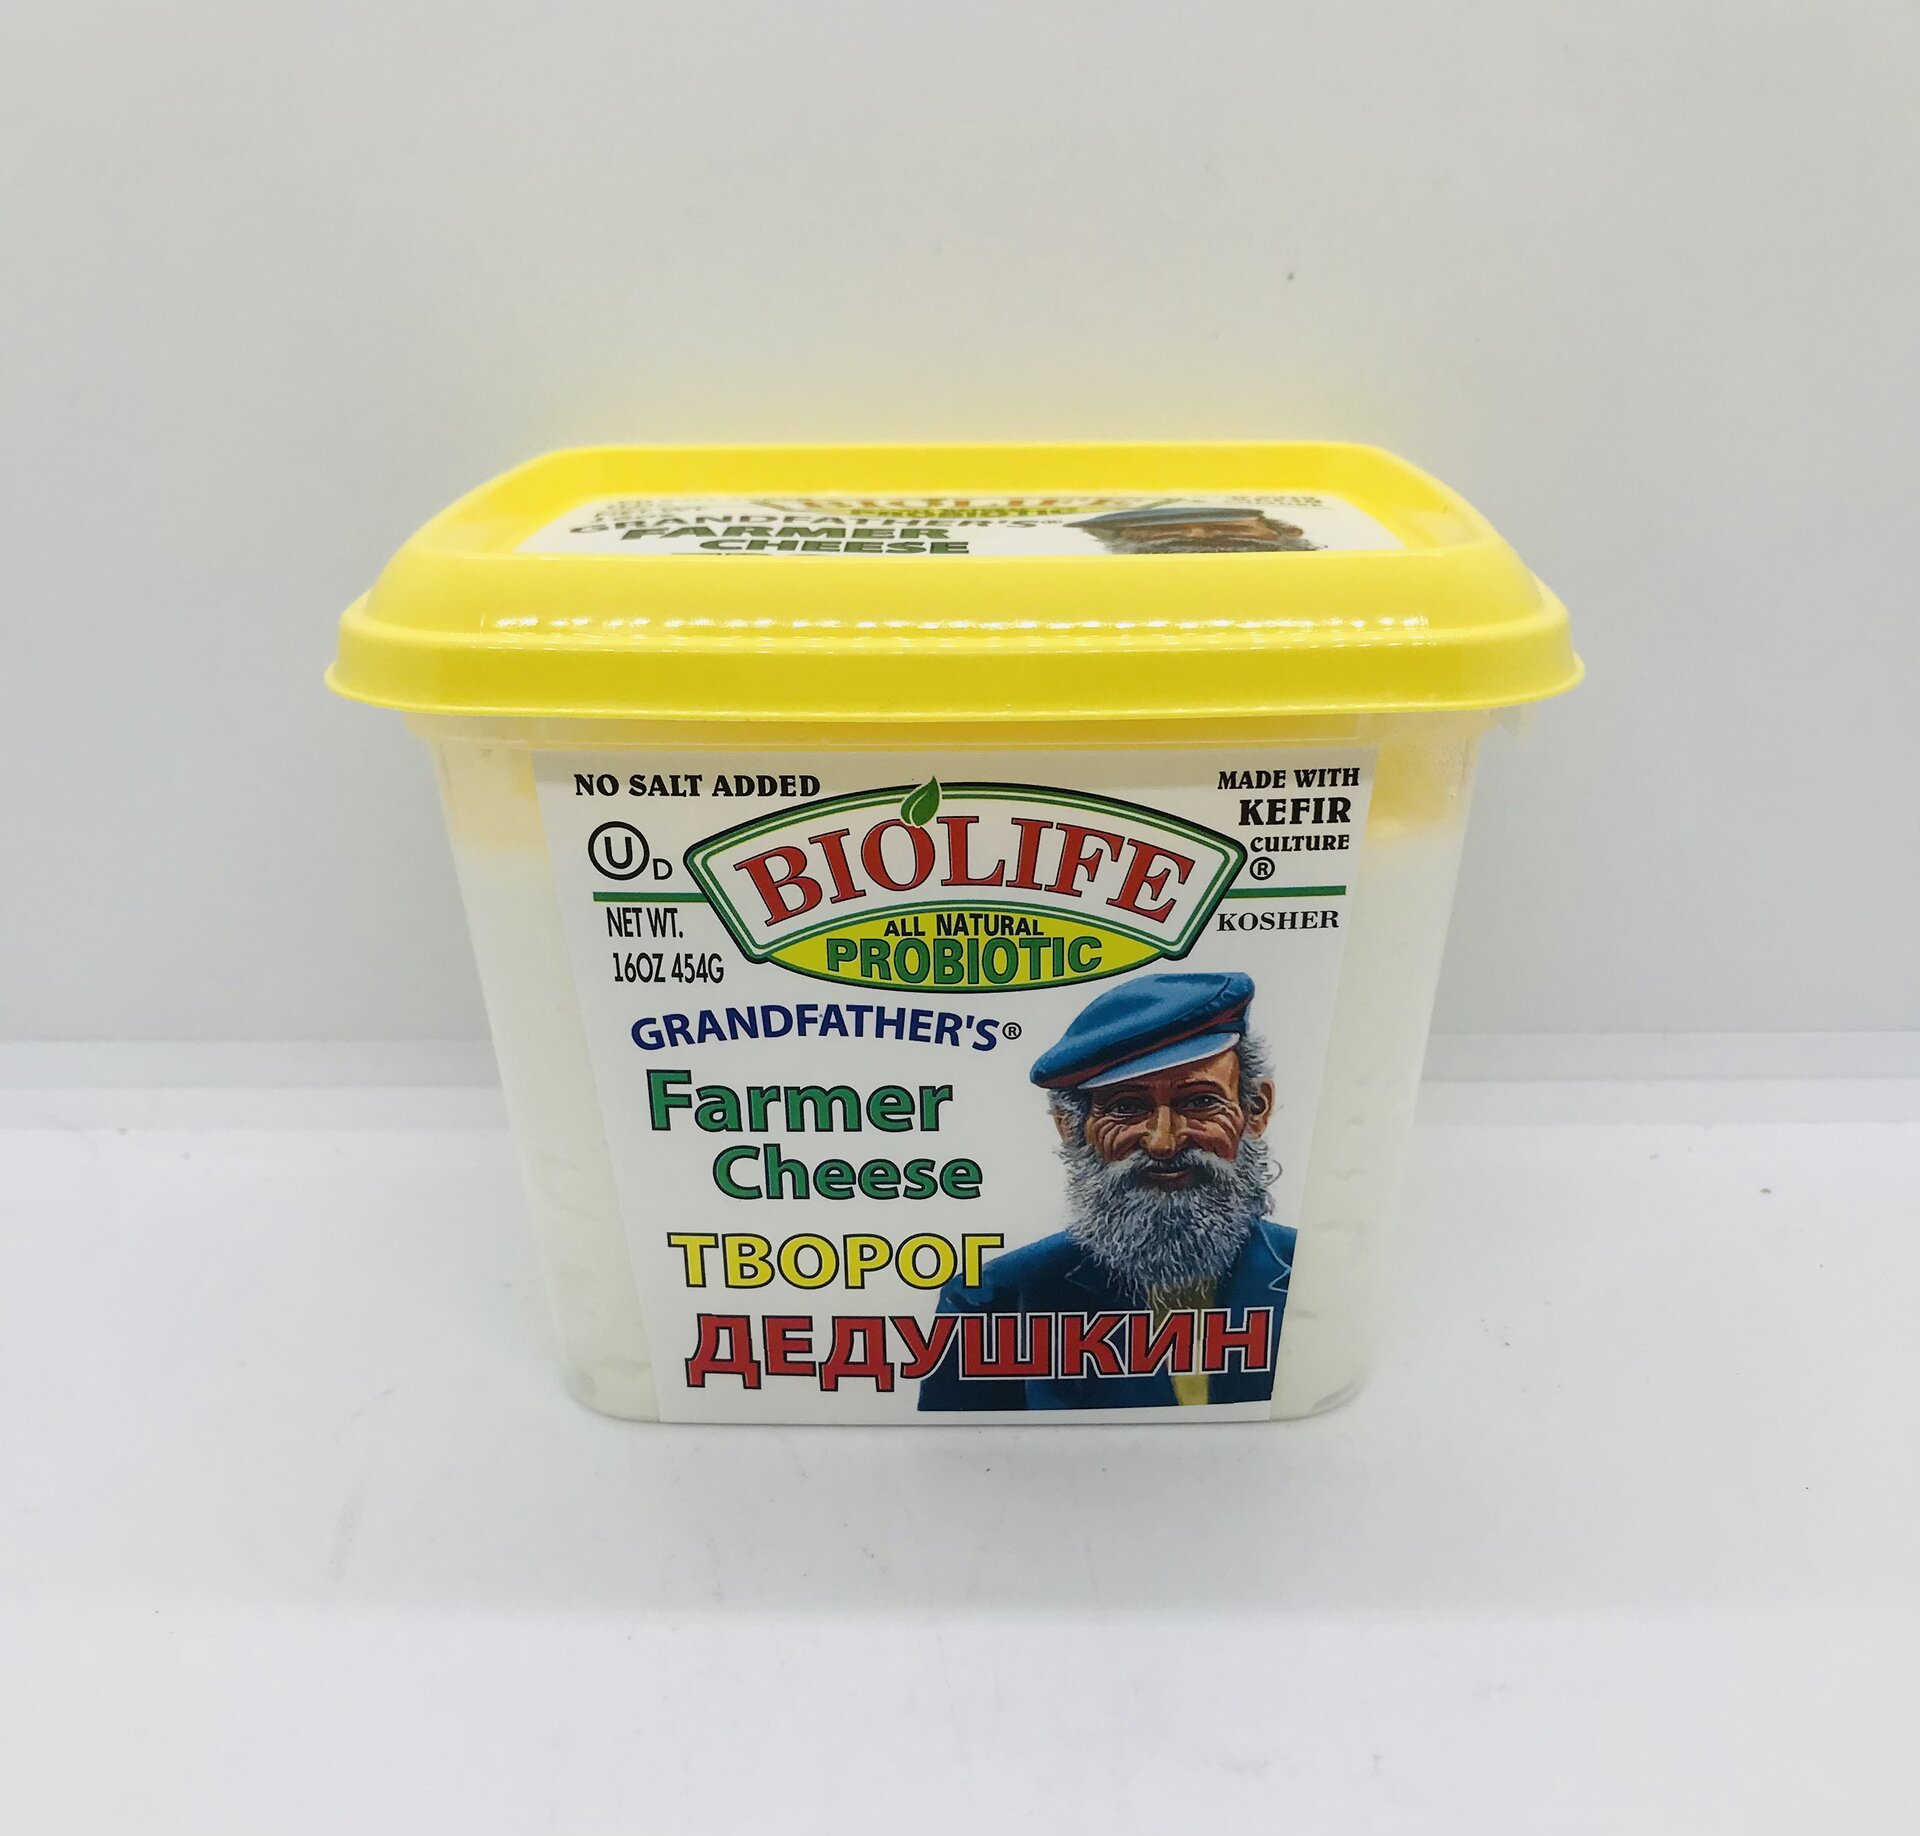 GRANDFATHER'S®
FARMER
CHEESE
NO SALT ADDED
MADE WITH
KEFIR
CULTURE
UD
BIOLIFE®
ALL NATURAL
PROBIOTIC
NET WT.
16OZ 454G
KOSHER
GRANDFATHER'S®
Farmer
Cheese
ТВОРОГ
ДЕДУШКИН